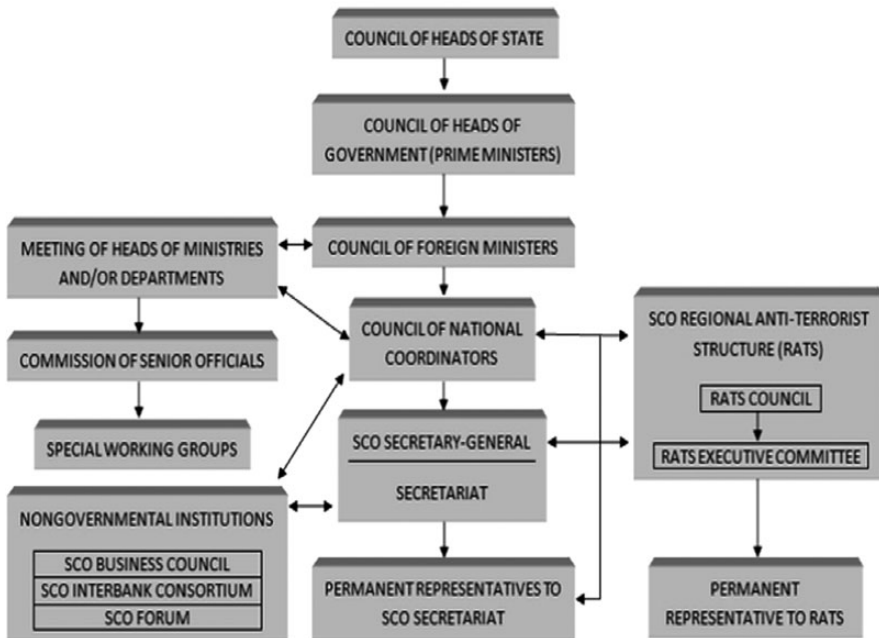 COUNCIL OF HEADS OF STATE
COUNCIL OF HEADS OF
GOVERNMENT (PRIME MINISTERS)
MEETING OF HEADS OF MINISTRIES
AND/OR DEPARTMENTS
COUNCIL OF FOREIGN MINISTERS
COUNCIL OF NATIONAL
COORDINATORS
SCO REGIONAL ANTI-TERRORIST
STRUCTURE (RATS)
RATS COUNCIL
RATS EXECUTIVE COMMITTEE
COMMISSION OF SENIOR OFFICIALS
SPECIAL WORKING GROUPS
SCO SECRETARY-GENERAL
SECRETARIAT
NONGOVERNMENTAL INSTITUTIONS
SCO BUSINESS COUNCIL
SCO INTERBANK CONSORTIUM
SCO FORUM
PERMANENT REPRESENTATIVES TO
SCO SECRETARIAT
PERMANENT
REPRESENTATIVE TO RATS